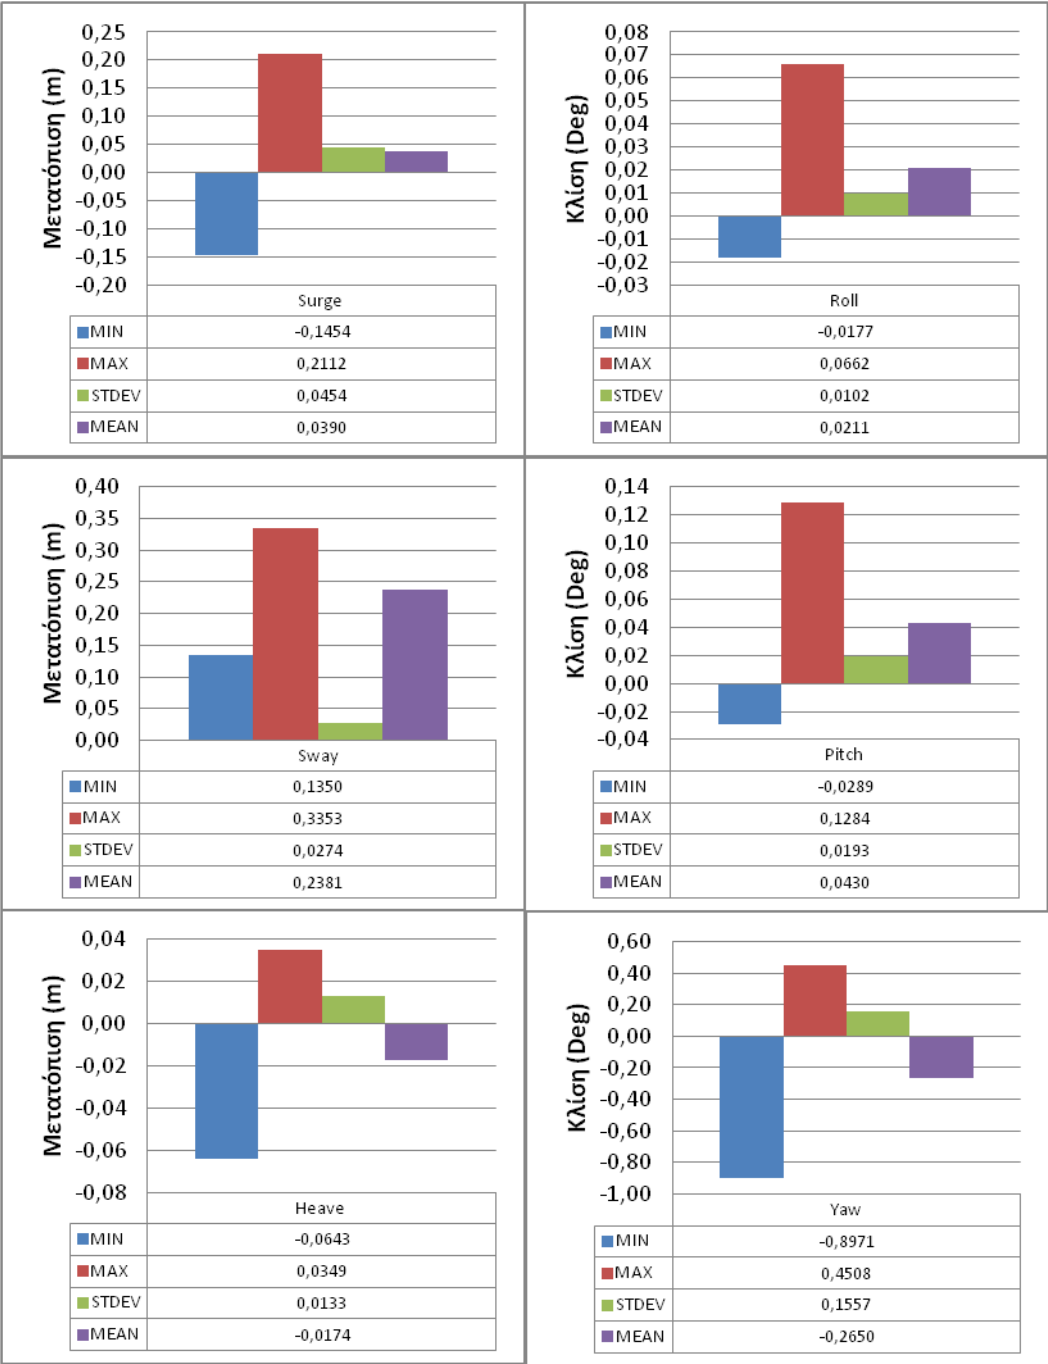 Μετατόπιση (m)
0,25
0,20
0,15
0,10
0,05
0,00
-0,05
-0,10
-0,15
-0,20
Surge
MIN -0,1454
MAX 0,2112
STDEV 0,0454
MEAN 0,0390
Κλίση (Deg)
0,08
0,07
0,06
0,05
0,04
0,03
0,02
0,01
0,00
-0,01
-0,02
-0,03
Roll
MIN -0,0177
MAX 0,0662
STDEV 0,0102
MEAN 0,0211
Μετατόπιση (m)
0,40
0,35
0,30
0,25
0,20
0,15
0,10
0,05
0,00
Sway
MIN 0,1350
MAX 0,3353
STDEV 0,0274
MEAN 0,2381
Κλίση (Deg)
0,14
0,12
0,10
0,08
0,06
0,04
0,02
0,00
-0,02
-0,04
Pitch
MIN -0,0289
MAX 0,1284
STDEV 0,0193
MEAN 0,0430
Μετατόπιση (m)
0,04
0,02
0,00
-0,02
-0,04
-0,06
-0,08
Heave
MIN -0,0643
MAX 0,0349
STDEV 0,0133
MEAN -0,0174
Κλίση (Deg)
0,60
0,40
0,20
0,00
-0,20
-0,40
-0,60
-0,80
-1,00
Yaw
MIN -0,8971
MAX 0,4508
STDEV 0,1557
MEAN -0,2650